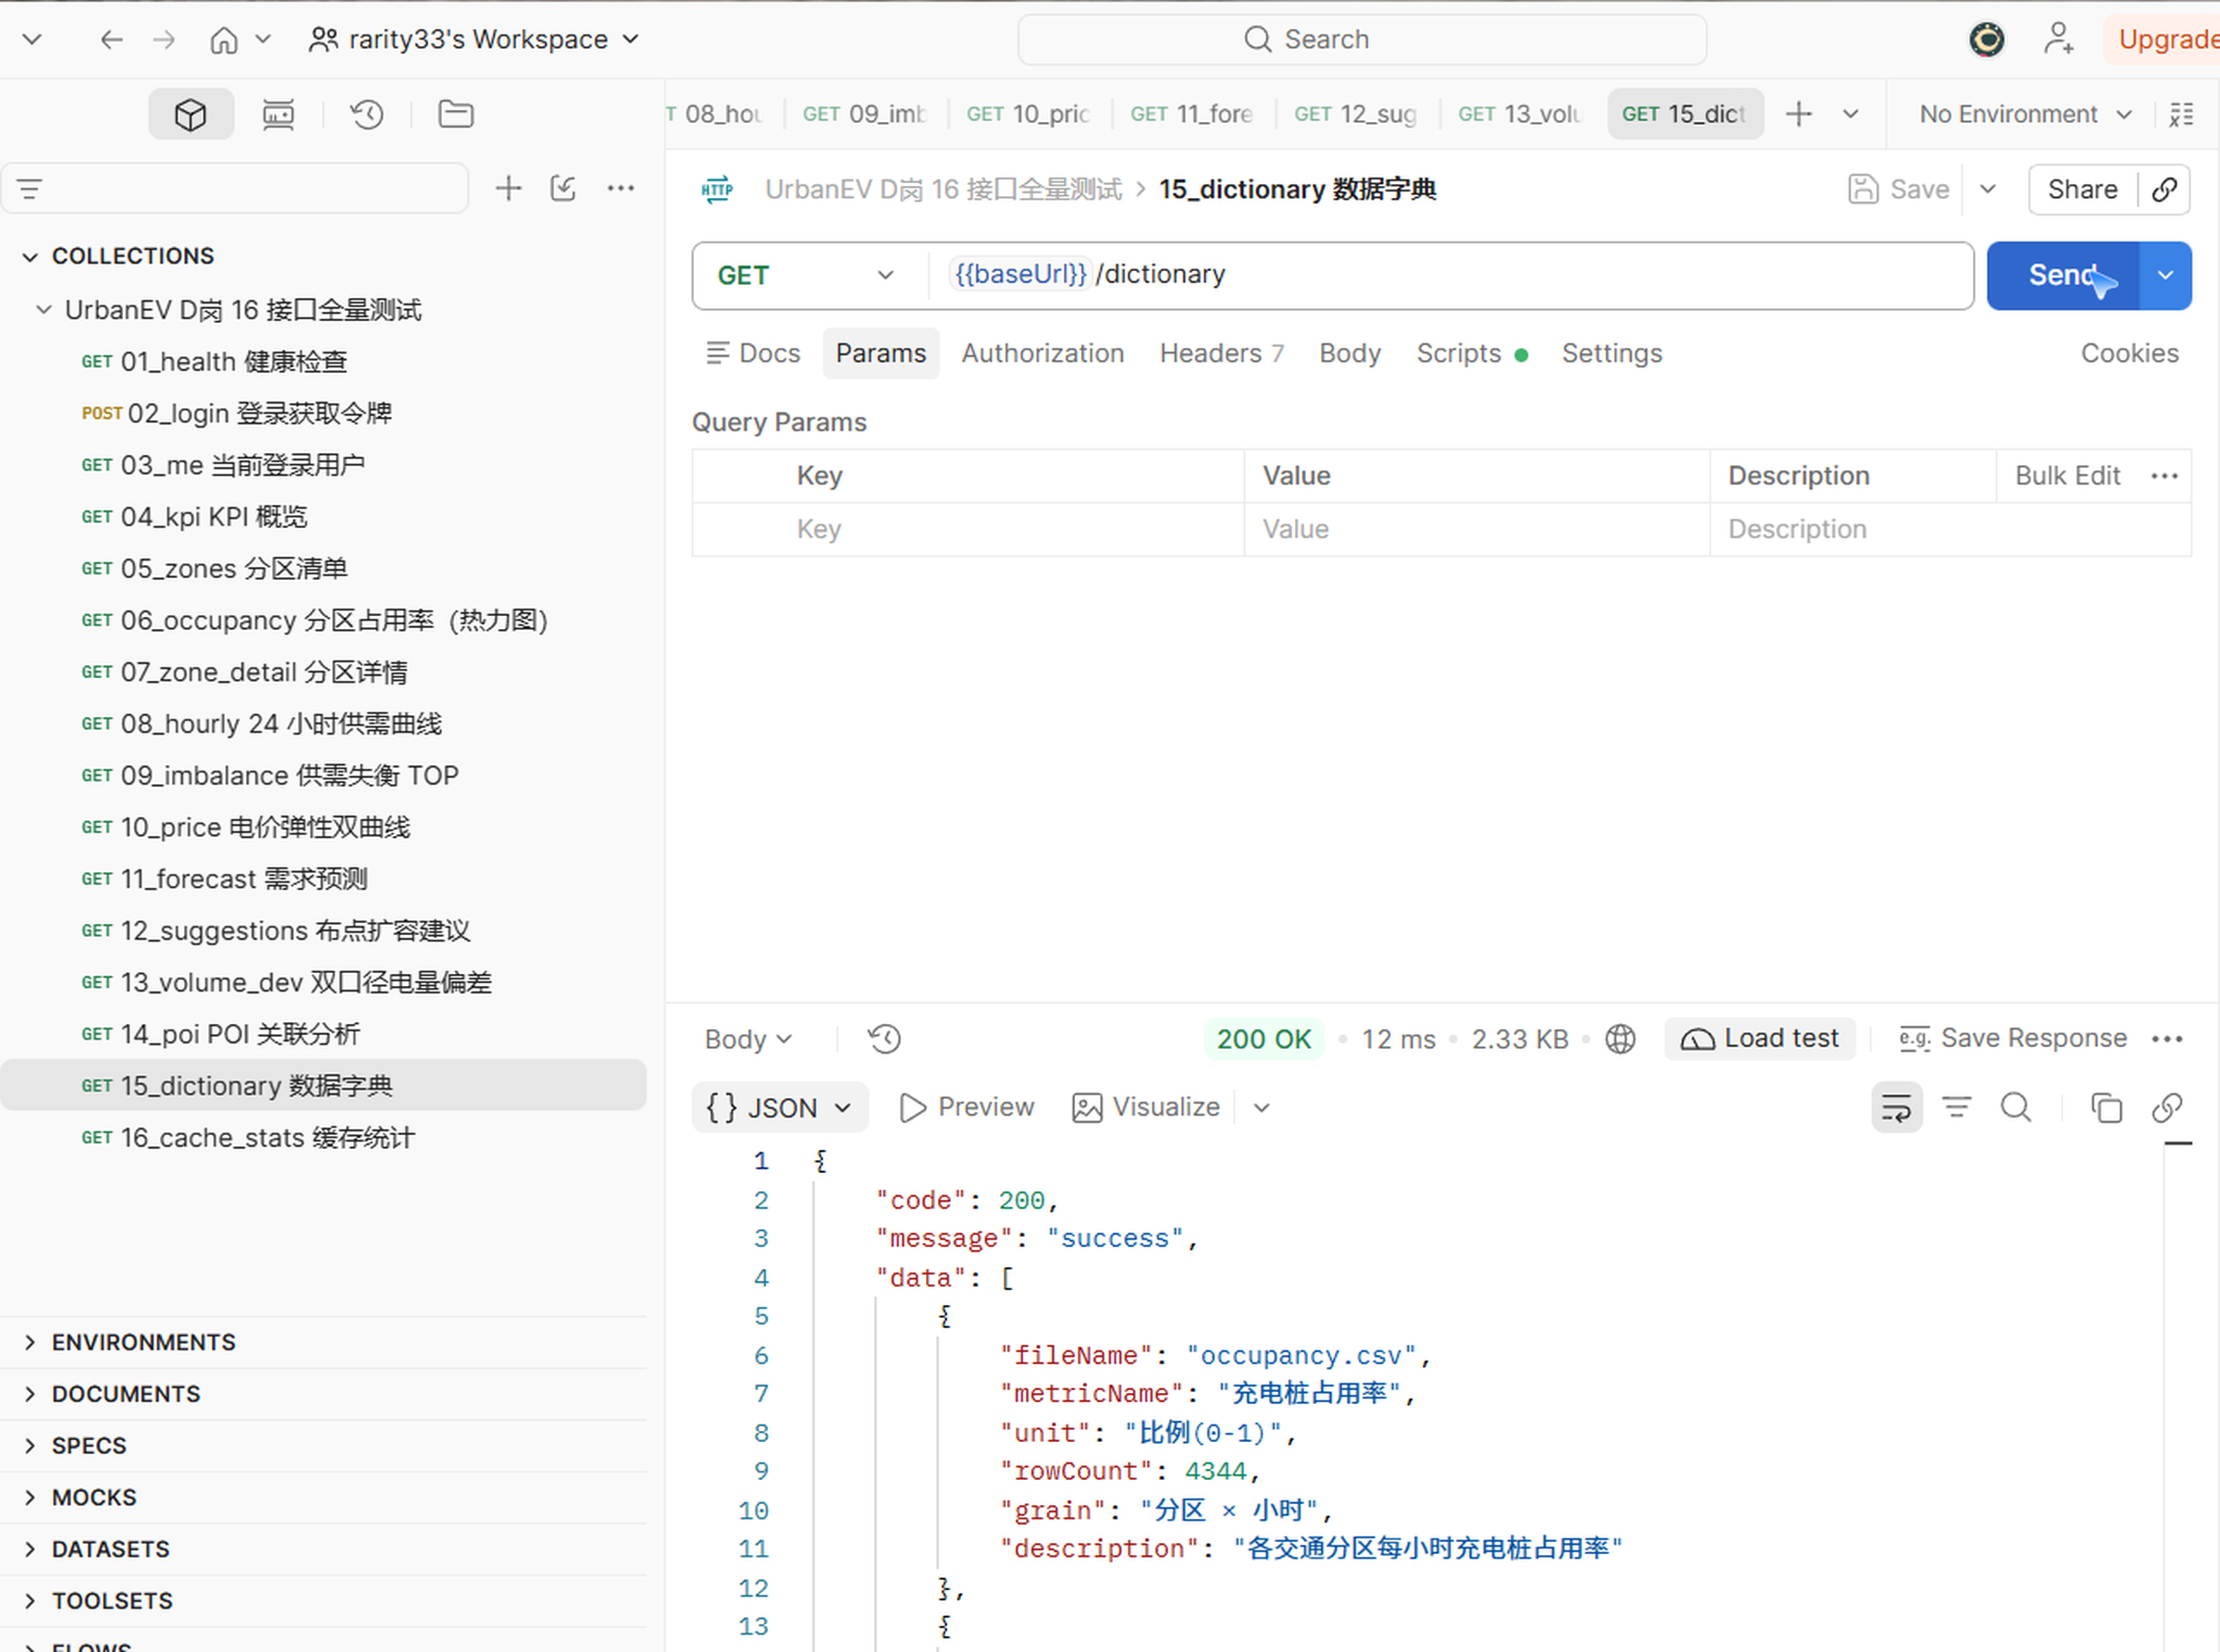 rarity33's Workspace
Search
Upgrade
08_hou
GET 09_imb
GET 10_pric
GET 11_fore
GET 12_sug
GET 13_volu
GET 15_dict
No Environment
UrbanEV D岗 16 接口全量测试 > 15_dictionary 数据字典
Save
Share
COLLECTIONS
UrbanEV D岗 16 接口全量测试
GET 01_health 健康检查
POST 02_login 登录获取令牌
GET 03_me 当前登录用户
GET 04_kpi KPI 概览
GET 05_zones 分区清单
GET 06_occupancy 分区占用率（热力图）
GET 07_zone_detail 分区详情
GET 08_hourly 24 小时供需曲线
GET 09_imbalance 供需失衡 TOP
GET 10_price 电价弹性双曲线
GET 11_forecast 需求预测
GET 12_suggestions 布点扩容建议
GET 13_volume_dev 双口径电量偏差
GET 14_poi POI 关联分析
GET 15_dictionary 数据字典
GET 16_cache_stats 缓存统计
ENVIRONMENTS
DOCUMENTS
SPECS
MOCKS
DATASETS
TOOLSETS
FLOWS
HTTP
GET {{baseUrl}}/dictionary
Send
Docs Params Authorization Headers 7 Body Scripts Settings Cookies
Query Params
Key Value Description Bulk Edit
Key Value Description
Body 200 OK 12 ms 2.33 KB Load test e.g. Save Response
{} JSON Preview Visualize
1 {
2 "code": 200,
3 "message": "success",
4 "data": [
5 {
6 "fileName": "occupancy.csv",
7 "metricName": "充电桩占用率",
8 "unit": "比例(0-1)",
9 "rowCount": 4344,
10 "grain": "分区 × 小时",
11 "description": "各交通分区每小时充电桩占用率"
12 },
13 {